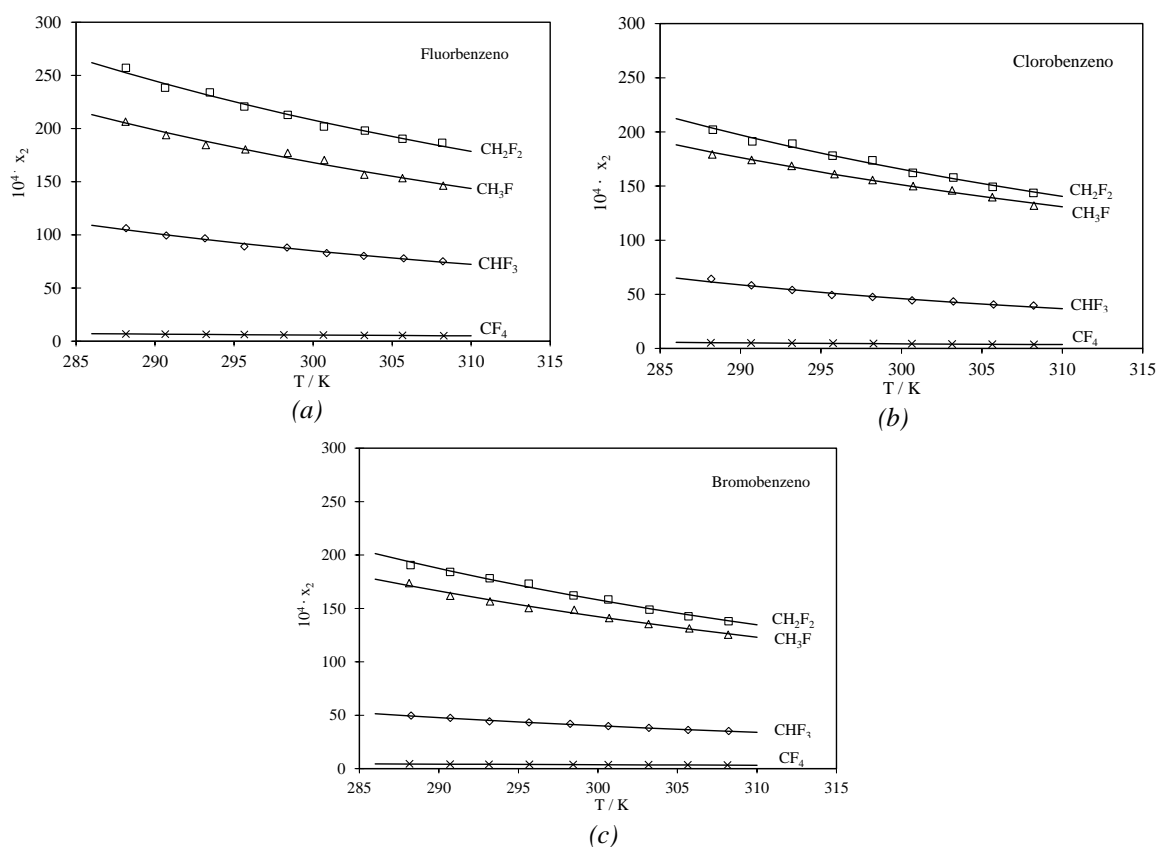 300
250
200
150
100
50
0
10⁴· x₂
Fluorbenzeno
CH₂F₂
CH₃F
CHF₃
CF₄
285 290 295 300 305 310 315
T / K
(a)
300
250
200
150
100
50
0
10⁴· x₂
Clorobenzeno
CH₂F₂
CH₃F
CHF₃
CF₄
285 290 295 300 305 310 315
T / K
(b)
300
250
200
150
100
50
0
10⁴· x₂
Bromobenzeno
CH₂F₂
CH₃F
CHF₃
CF₄
285 290 295 300 305 310 315
T / K
(c)